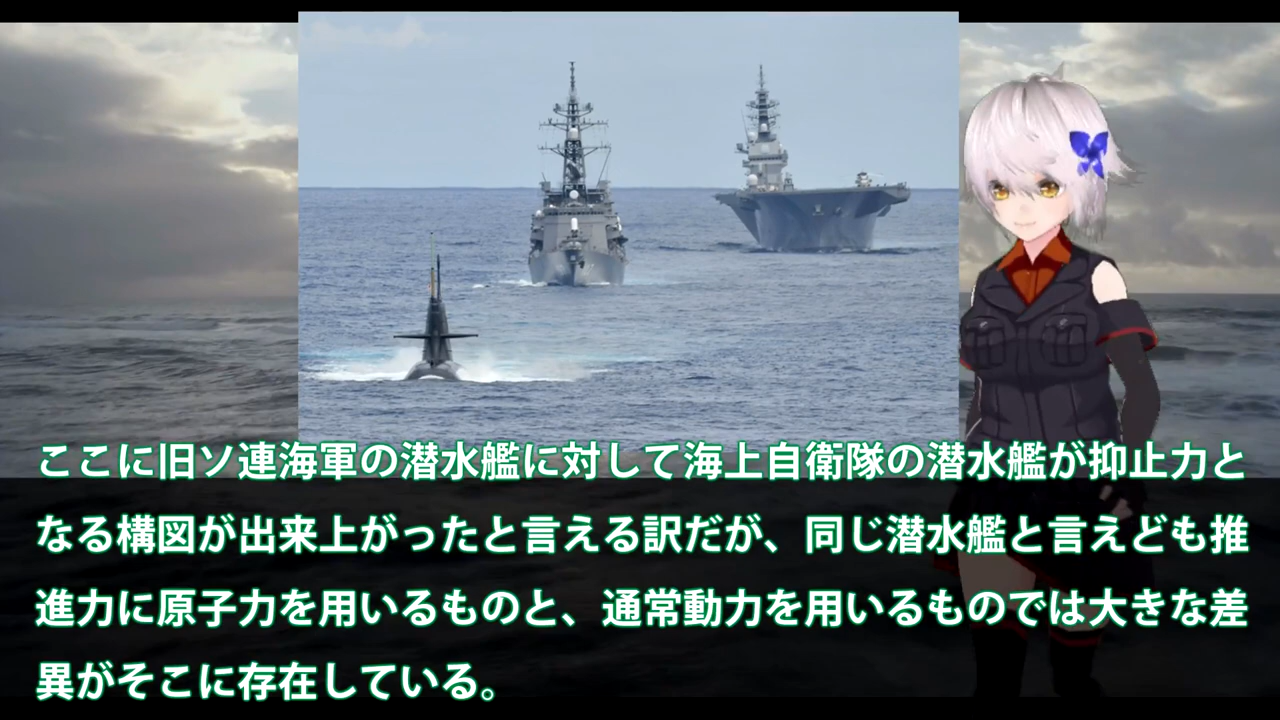 ここに旧ソ連海軍の潜水艦に対して海上自衛隊の潜水艦が抑止力と
なる構図が出来上がったと言える訳だが、同じ潜水艦と言えども推
進力に原子力を用いるものと、通常動力を用いるものでは大きな差
異がそこに存在している。